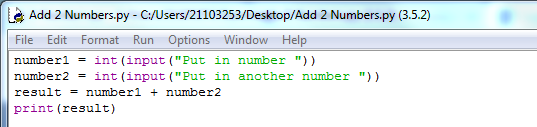 Add 2 Numbers.py - C:/Users/21103253/Desktop/Add 2 Numbers.py (3.5.2)
File Edit Format Run Options Window Help
number1 = int(input("Put in number "))
number2 = int(input("Put in another number "))
result = number1 + number2
print(result)